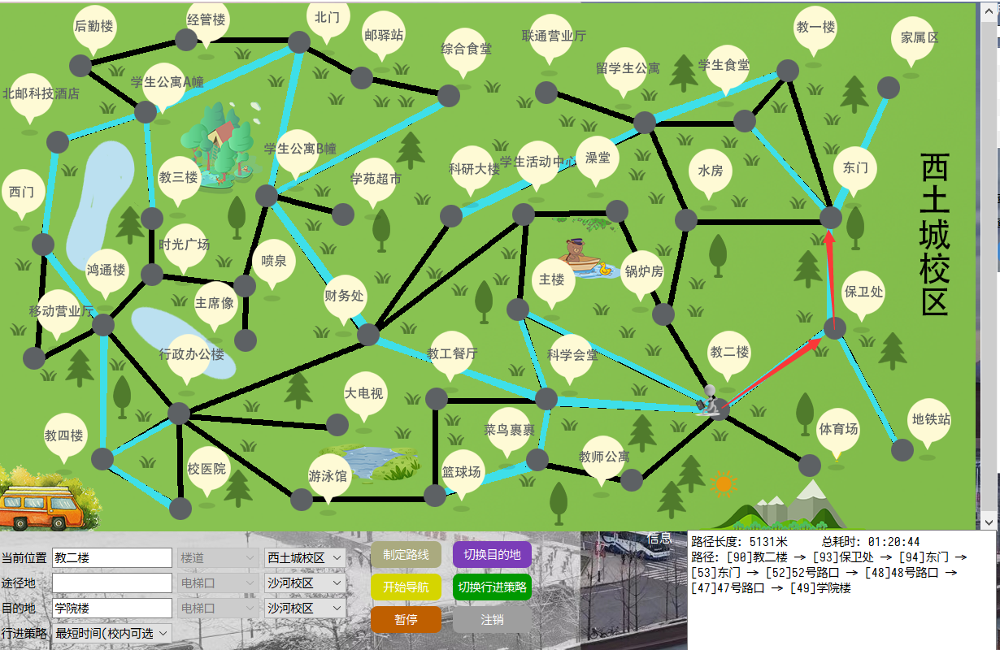 后勤楼
经管楼
北门
邮驿站
综合食堂
联通营业厅
留学生公寓
学生食堂
教一楼
家属区
北邮科技酒店
学生公寓A幢
学生公寓B幢
教三楼
学苑超市
科研大楼
学生活动中心
澡堂
水房
东门
西门
时光广场
鸿通楼
喷泉
财务处
主楼
锅炉房
保卫处
移动营业厅
主席像
行政办公楼
教工餐厅
科学会堂
教二楼
大电视
教四楼
校医院
游泳馆
篮球场
菜鸟裹裹
教师公寓
体育场
地铁站
西土城校区
当前位置 教二楼 楼道 西土城校区
途径地 电梯口 沙河校区
目的地 学院楼 电梯口 沙河校区
行进策略 最短时间(校内可选
制定路线 切换目的地
开始导航 切换行进策略
暂停 注销
信息
路径长度: 5131米 总耗时: 01:20:44
路径: [90]教二楼 -> [93]保卫处 -> [94]东门 ->
[53]东门 -> [52]52号路口 -> [48]48号路口 ->
[47]47号路口 -> [49]学院楼